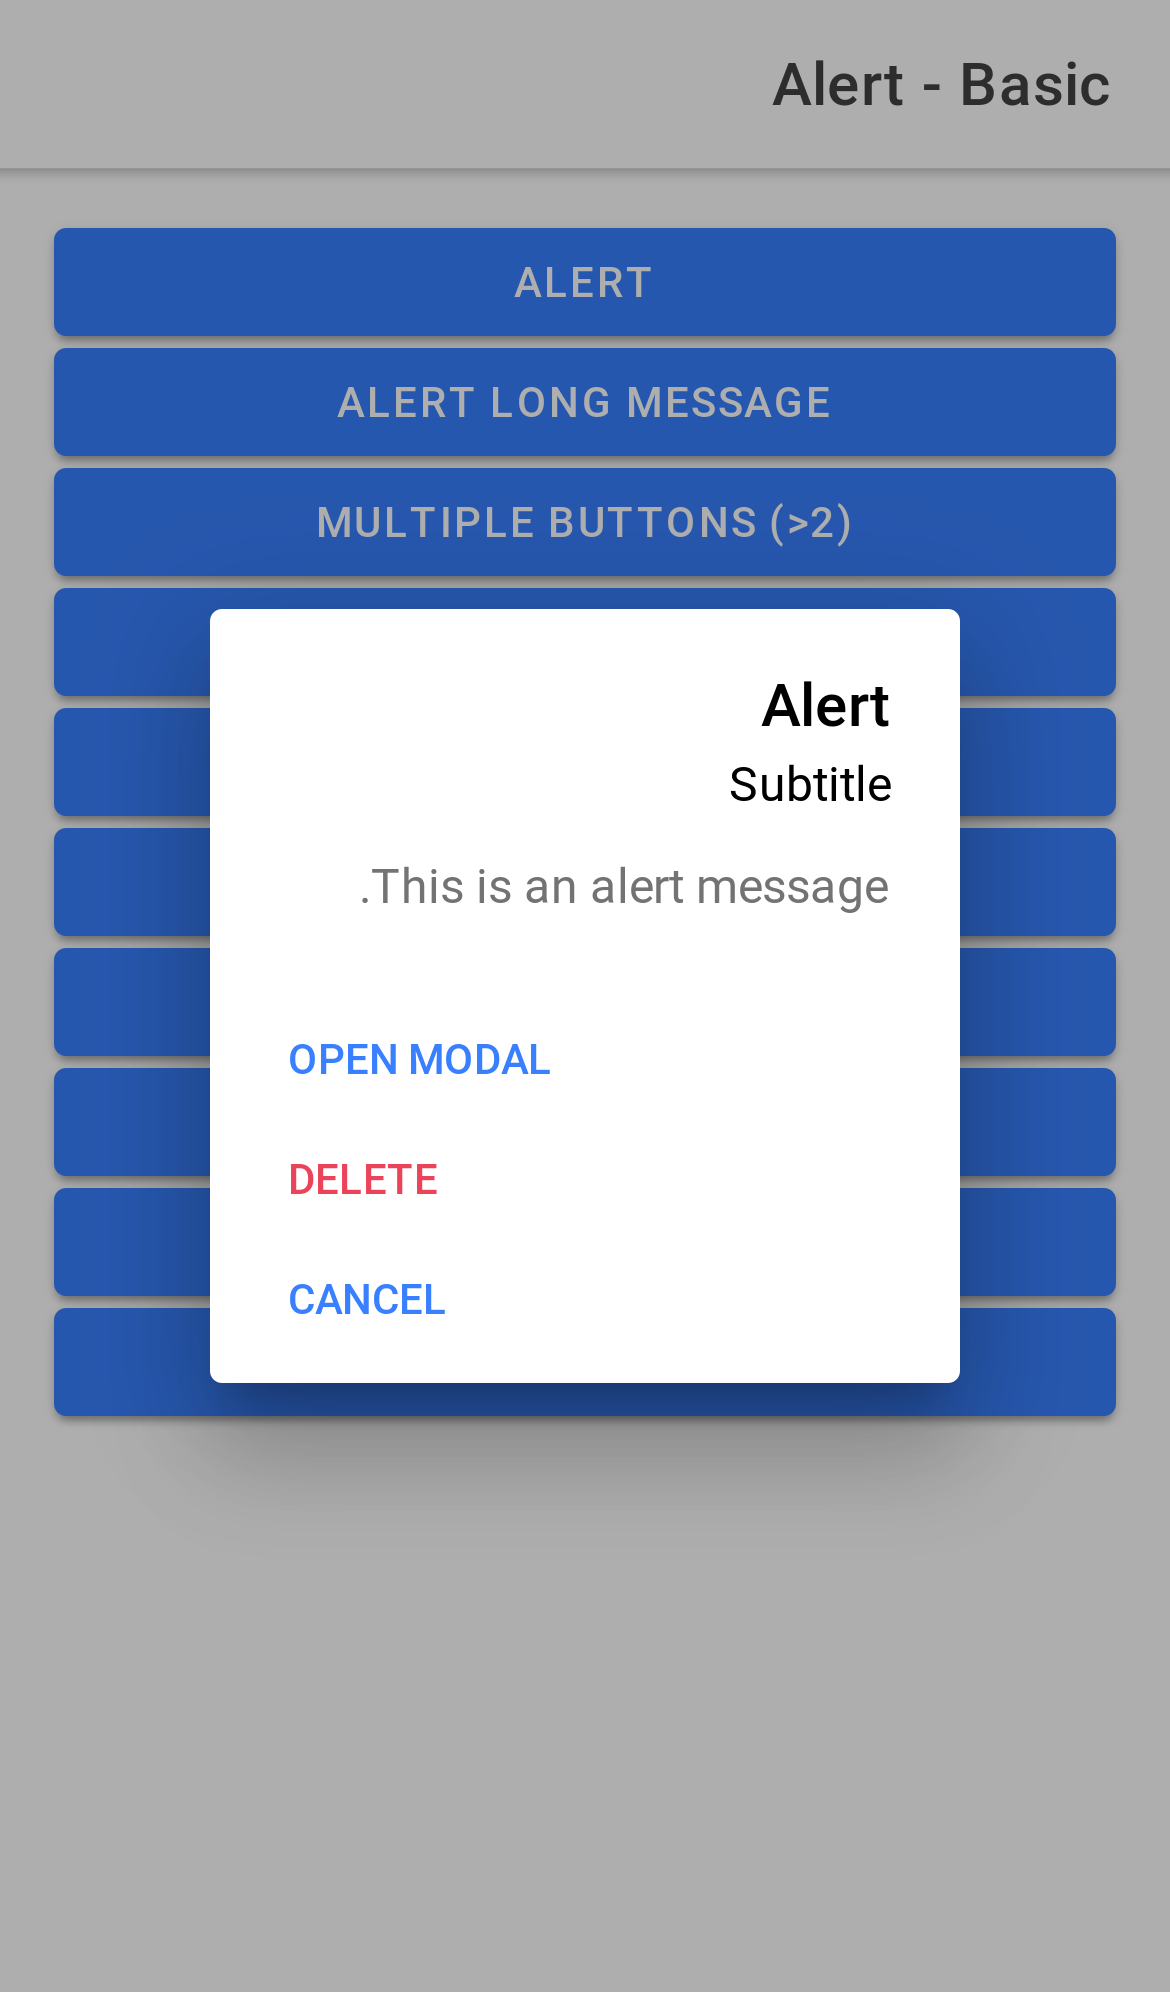 Alert - Basic
ALERT
ALERT LONG MESSAGE
MULTIPLE BUTTONS (>2)
Alert
Subtitle
.This is an alert message
OPEN MODAL
DELETE
CANCEL